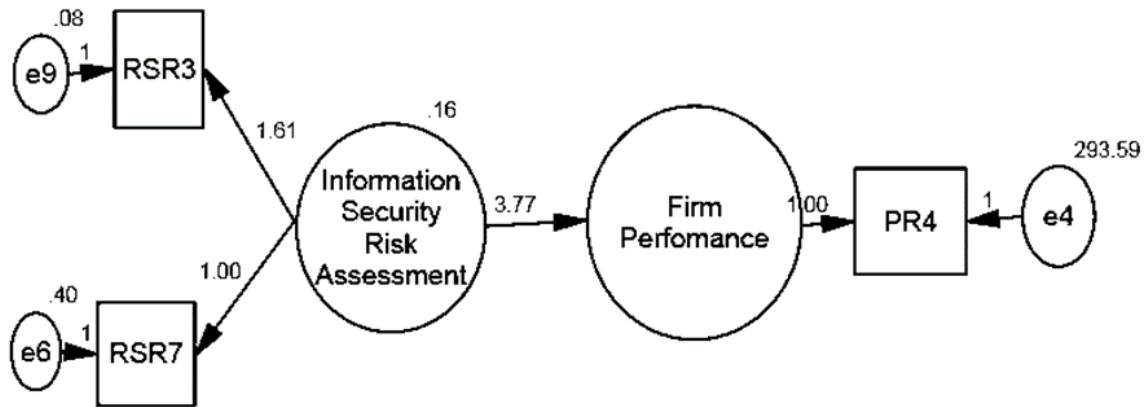 .08
e9
1
RSR3
1.61
.16
Information
Security
Risk
Assessment
3.77
Firm
Perfomance
1.00
PR4
1
293.59
e4
1.00
.40
e6
1
RSR7